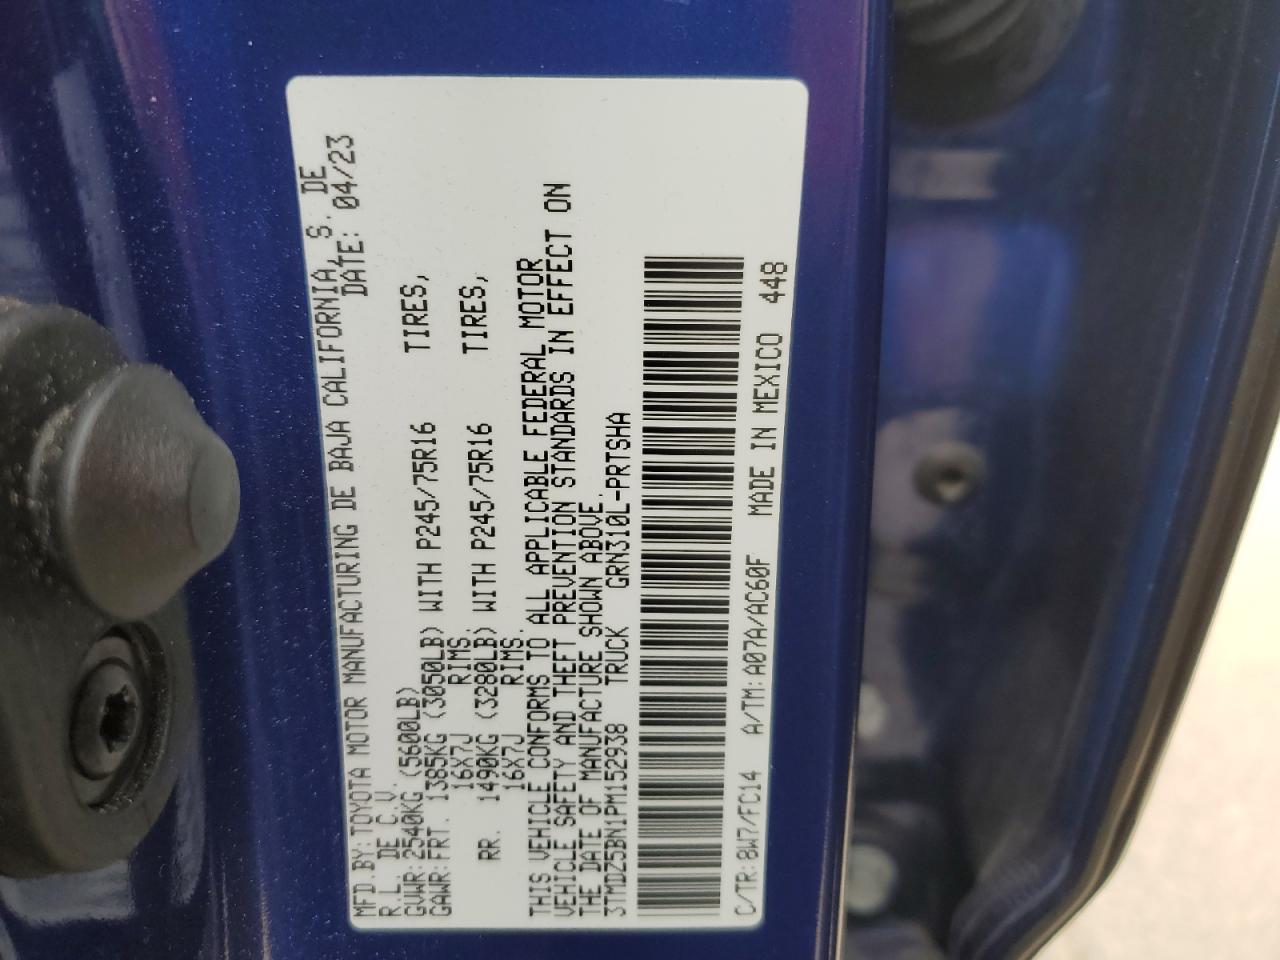 MFD.BY:TOYOTA MOTOR MANUFACTURING DE BAJA CALIFORNIA, S. DE
R.L. DE C.V. DATE: 04/23
GVWR:2540KG (5600LB)
GAWR:FRT. 1385KG (3050LB) WITH P245/75R16 TIRES,
16X7J RIMS,
RR. 1490KG (3280LB) WITH P245/75R16 TIRES,
16X7J RIMS.
THIS VEHICLE CONFORMS TO ALL APPLICABLE FEDERAL MOTOR
VEHICLE SAFETY AND THEFT PREVENTION STANDARDS IN EFFECT ON
THE DATE OF MANUFACTURE SHOWN ABOVE.
3TMDZ5BN1PM152938 TRUCK GRN310L-PRTSHA
C/TR:8W7/FC14 A/TM:A07A/AC60F MADE IN MEXICO 448